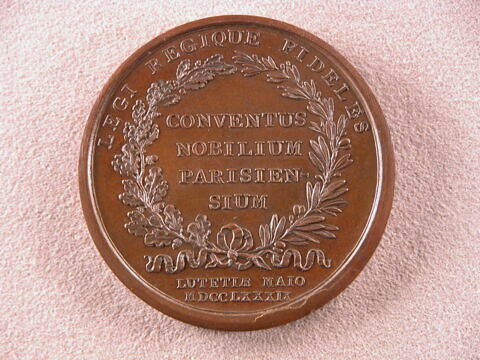 LEGI REGIQUE FIDELES
CONVENTUS
NOBILIUM
PARISIEN-
SIUM
LUTETIÆ MAIO
MDCCLXXXIX